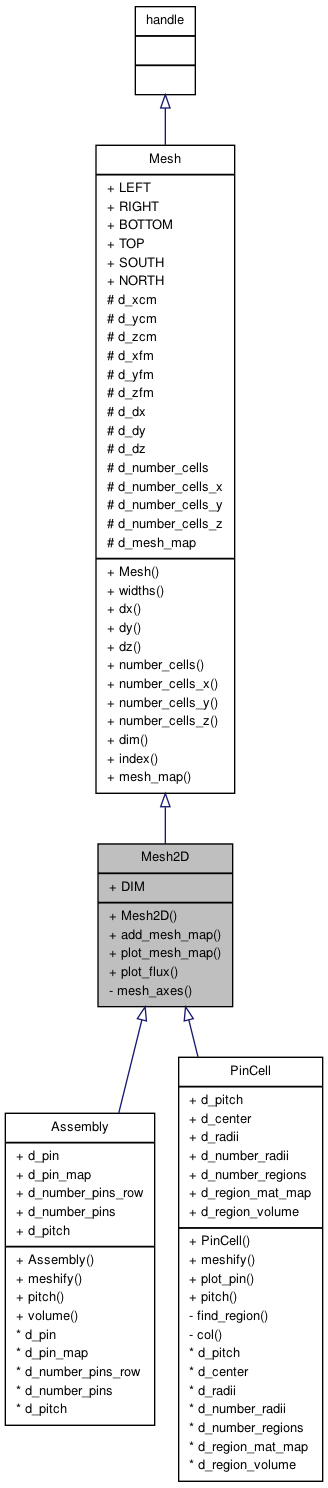 handle
Mesh
+ LEFT
+ RIGHT
+ BOTTOM
+ TOP
+ SOUTH
+ NORTH
# d_xcm
# d_ycm
# d_zcm
# d_xfm
# d_yfm
# d_zfm
# d_dx
# d_dy
# d_dz
# d_number_cells
# d_number_cells_x
# d_number_cells_y
# d_number_cells_z
# d_mesh_map
+ Mesh()
+ widths()
+ dx()
+ dy()
+ dz()
+ number_cells()
+ number_cells_x()
+ number_cells_y()
+ number_cells_z()
+ dim()
+ index()
+ mesh_map()
Mesh2D
+ DIM
+ Mesh2D()
+ add_mesh_map()
+ plot_mesh_map()
+ plot_flux()
- mesh_axes()
Assembly
+ d_pin
+ d_pin_map
+ d_number_pins_row
+ d_number_pins
+ d_pitch
+ Assembly()
+ meshify()
+ pitch()
+ volume()
* d_pin
* d_pin_map
* d_number_pins_row
* d_number_pins
* d_pitch
PinCell
+ d_pitch
+ d_center
+ d_radii
+ d_number_radii
+ d_number_regions
+ d_region_mat_map
+ d_region_volume
+ PinCell()
+ meshify()
+ plot_pin()
+ pitch()
- find_region()
- col()
* d_pitch
* d_center
* d_radii
* d_number_radii
* d_number_regions
* d_region_mat_map
* d_region_volume